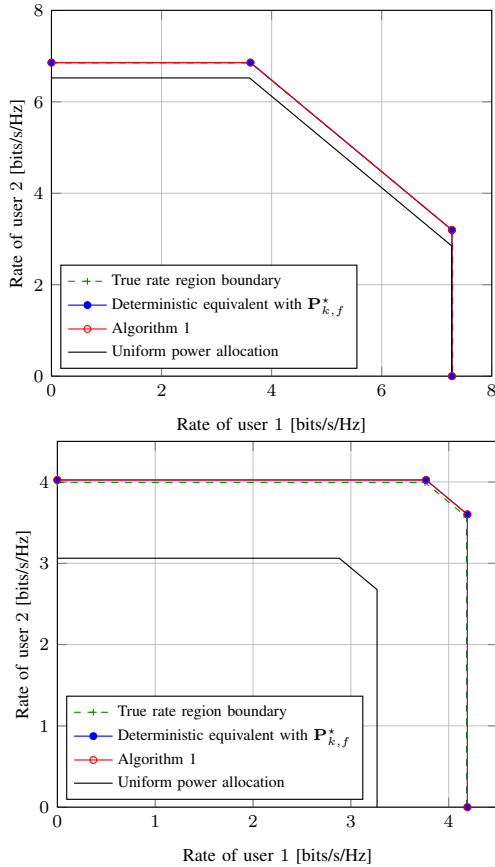 8
6
4
2
0
0
2
4
6
8
Rate of user 2 [bits/s/Hz]
True rate region boundary
Deterministic equivalent with P⋆k,f
Algorithm 1
Uniform power allocation
Rate of user 1 [bits/s/Hz]
4
3
2
1
0
0
1
2
3
4
Rate of user 2 [bits/s/Hz]
True rate region boundary
Deterministic equivalent with P⋆k,f
Algorithm 1
Uniform power allocation
Rate of user 1 [bits/s/Hz]